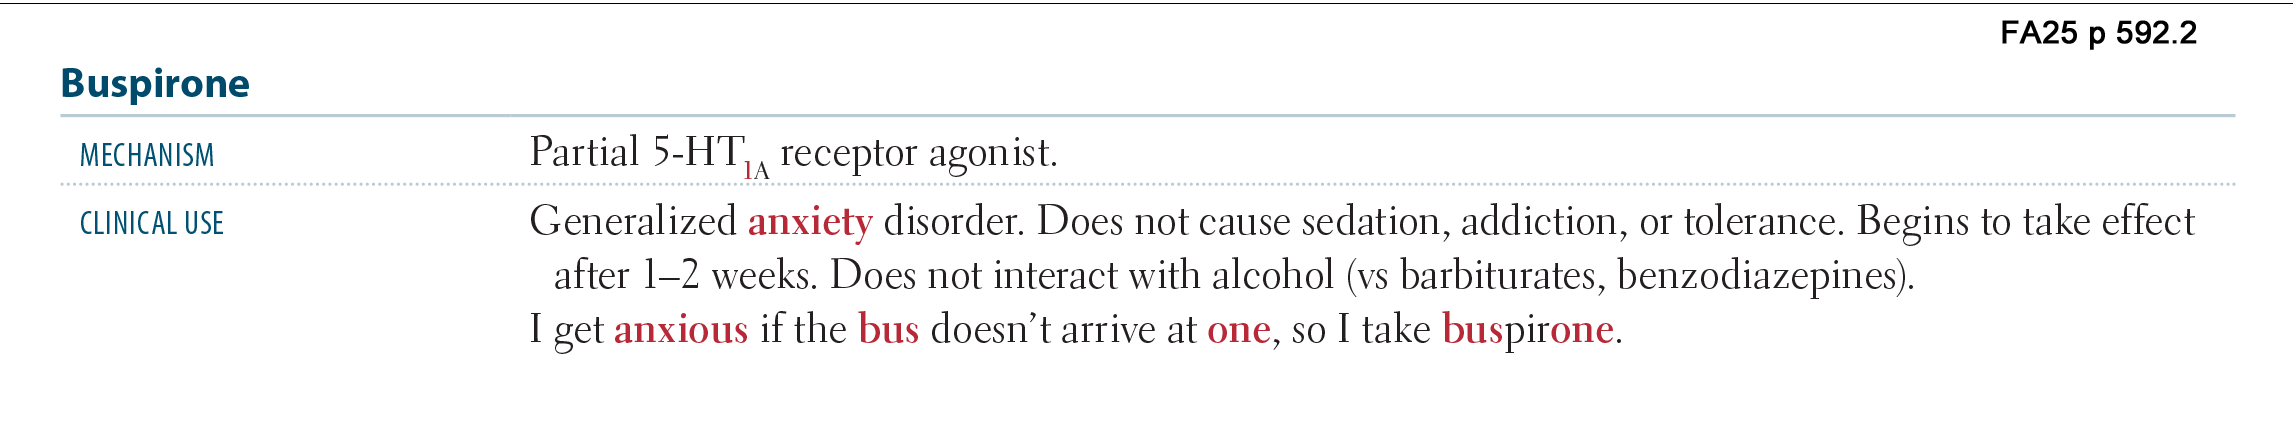 FA25 p 592.2
Buspirone
MECHANISM Partial 5-HT1A receptor agonist.
CLINICAL USE Generalized anxiety disorder. Does not cause sedation, addiction, or tolerance. Begins to take effect
after 1–2 weeks. Does not interact with alcohol (vs barbiturates, benzodiazepines).
I get anxious if the bus doesn’t arrive at one, so I take buspirone.